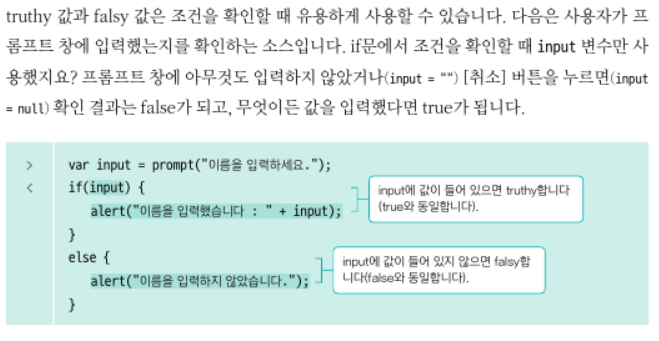 truthy 값과 falsy 값은 조건을 확인할 때 유용하게 사용할 수 있습니다. 다음은 사용자가 프
롬프트 창에 입력했는지를 확인하는 소스입니다. if문에서 조건을 확인할 때 input 변수만 사
용했지요? 프롬프트 창에 아무것도 입력하지 않았거나(input = "") [취소] 버튼을 누르면(input
= null) 확인 결과는 false가 되고, 무엇이든 값을 입력했다면 true가 됩니다.
> var input = prompt("이름을 입력하세요.");
< if(input) {
alert("이름을 입력했습니다 : " + input);
input에 값이 들어 있으면 truthy합니다
(true와 동일합니다).
}
else {
alert("이름을 입력하지 않았습니다.");
input에 값이 들어 있지 않으면 falsy합
니다(false와 동일합니다).
}